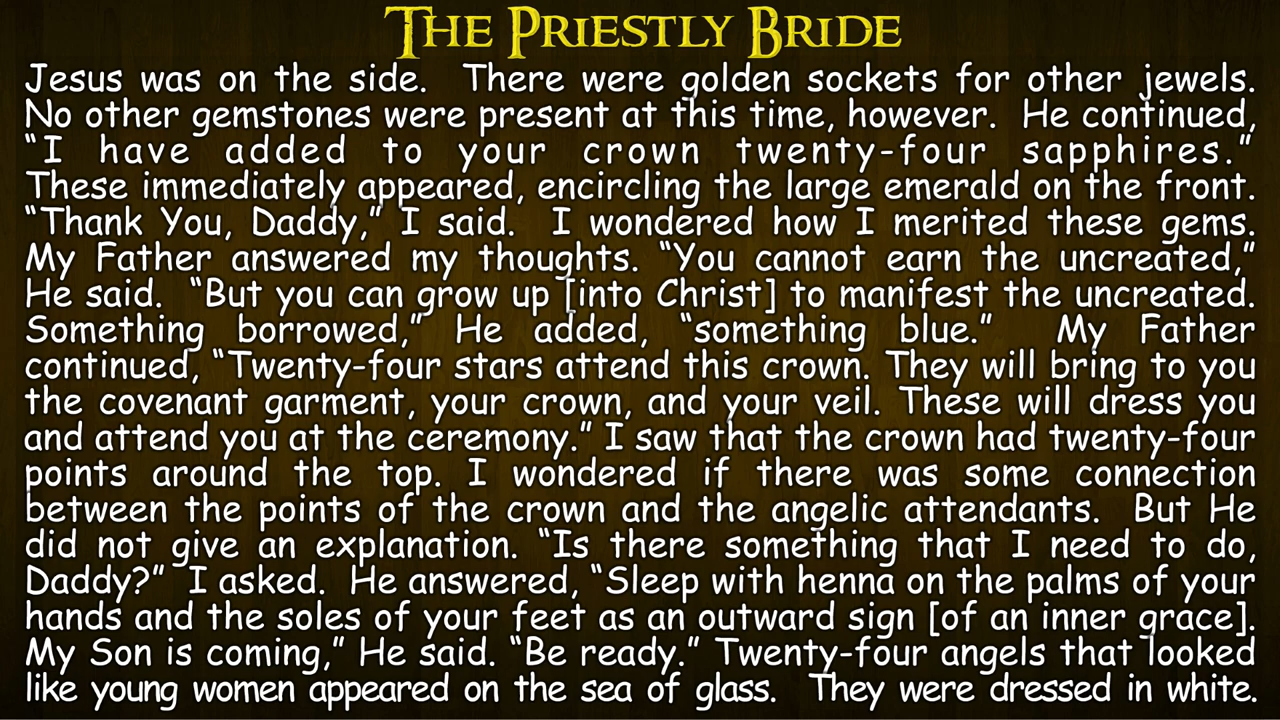 The Priestly Bride
Jesus was on the side. There were golden sockets for other jewels.
No other gemstones were present at this time, however. He continued,
“I have added to your crown twenty-four sapphires.”
These immediately appeared, encircling the large emerald on the front.
“Thank You, Daddy,” I said. I wondered how I merited these gems.
My Father answered my thoughts. “You cannot earn the uncreated,”
He said. “But you can grow up [into Christ] to manifest the uncreated.
Something borrowed,” He added, “something blue.” My Father
continued, “Twenty-four stars attend this crown. They will bring to you
the covenant garment, your crown, and your veil. These will dress you
and attend you at the ceremony.” I saw that the crown had twenty-four
points around the top. I wondered if there was some connection
between the points of the crown and the angelic attendants. But He
did not give an explanation. “Is there something that I need to do,
Daddy?” I asked. He answered, “Sleep with henna on the palms of your
hands and the soles of your feet as an outward sign [of an inner grace].
My Son is coming,” He said. “Be ready.” Twenty-four angels that looked
like young women appeared on the sea of glass. They were dressed in white.